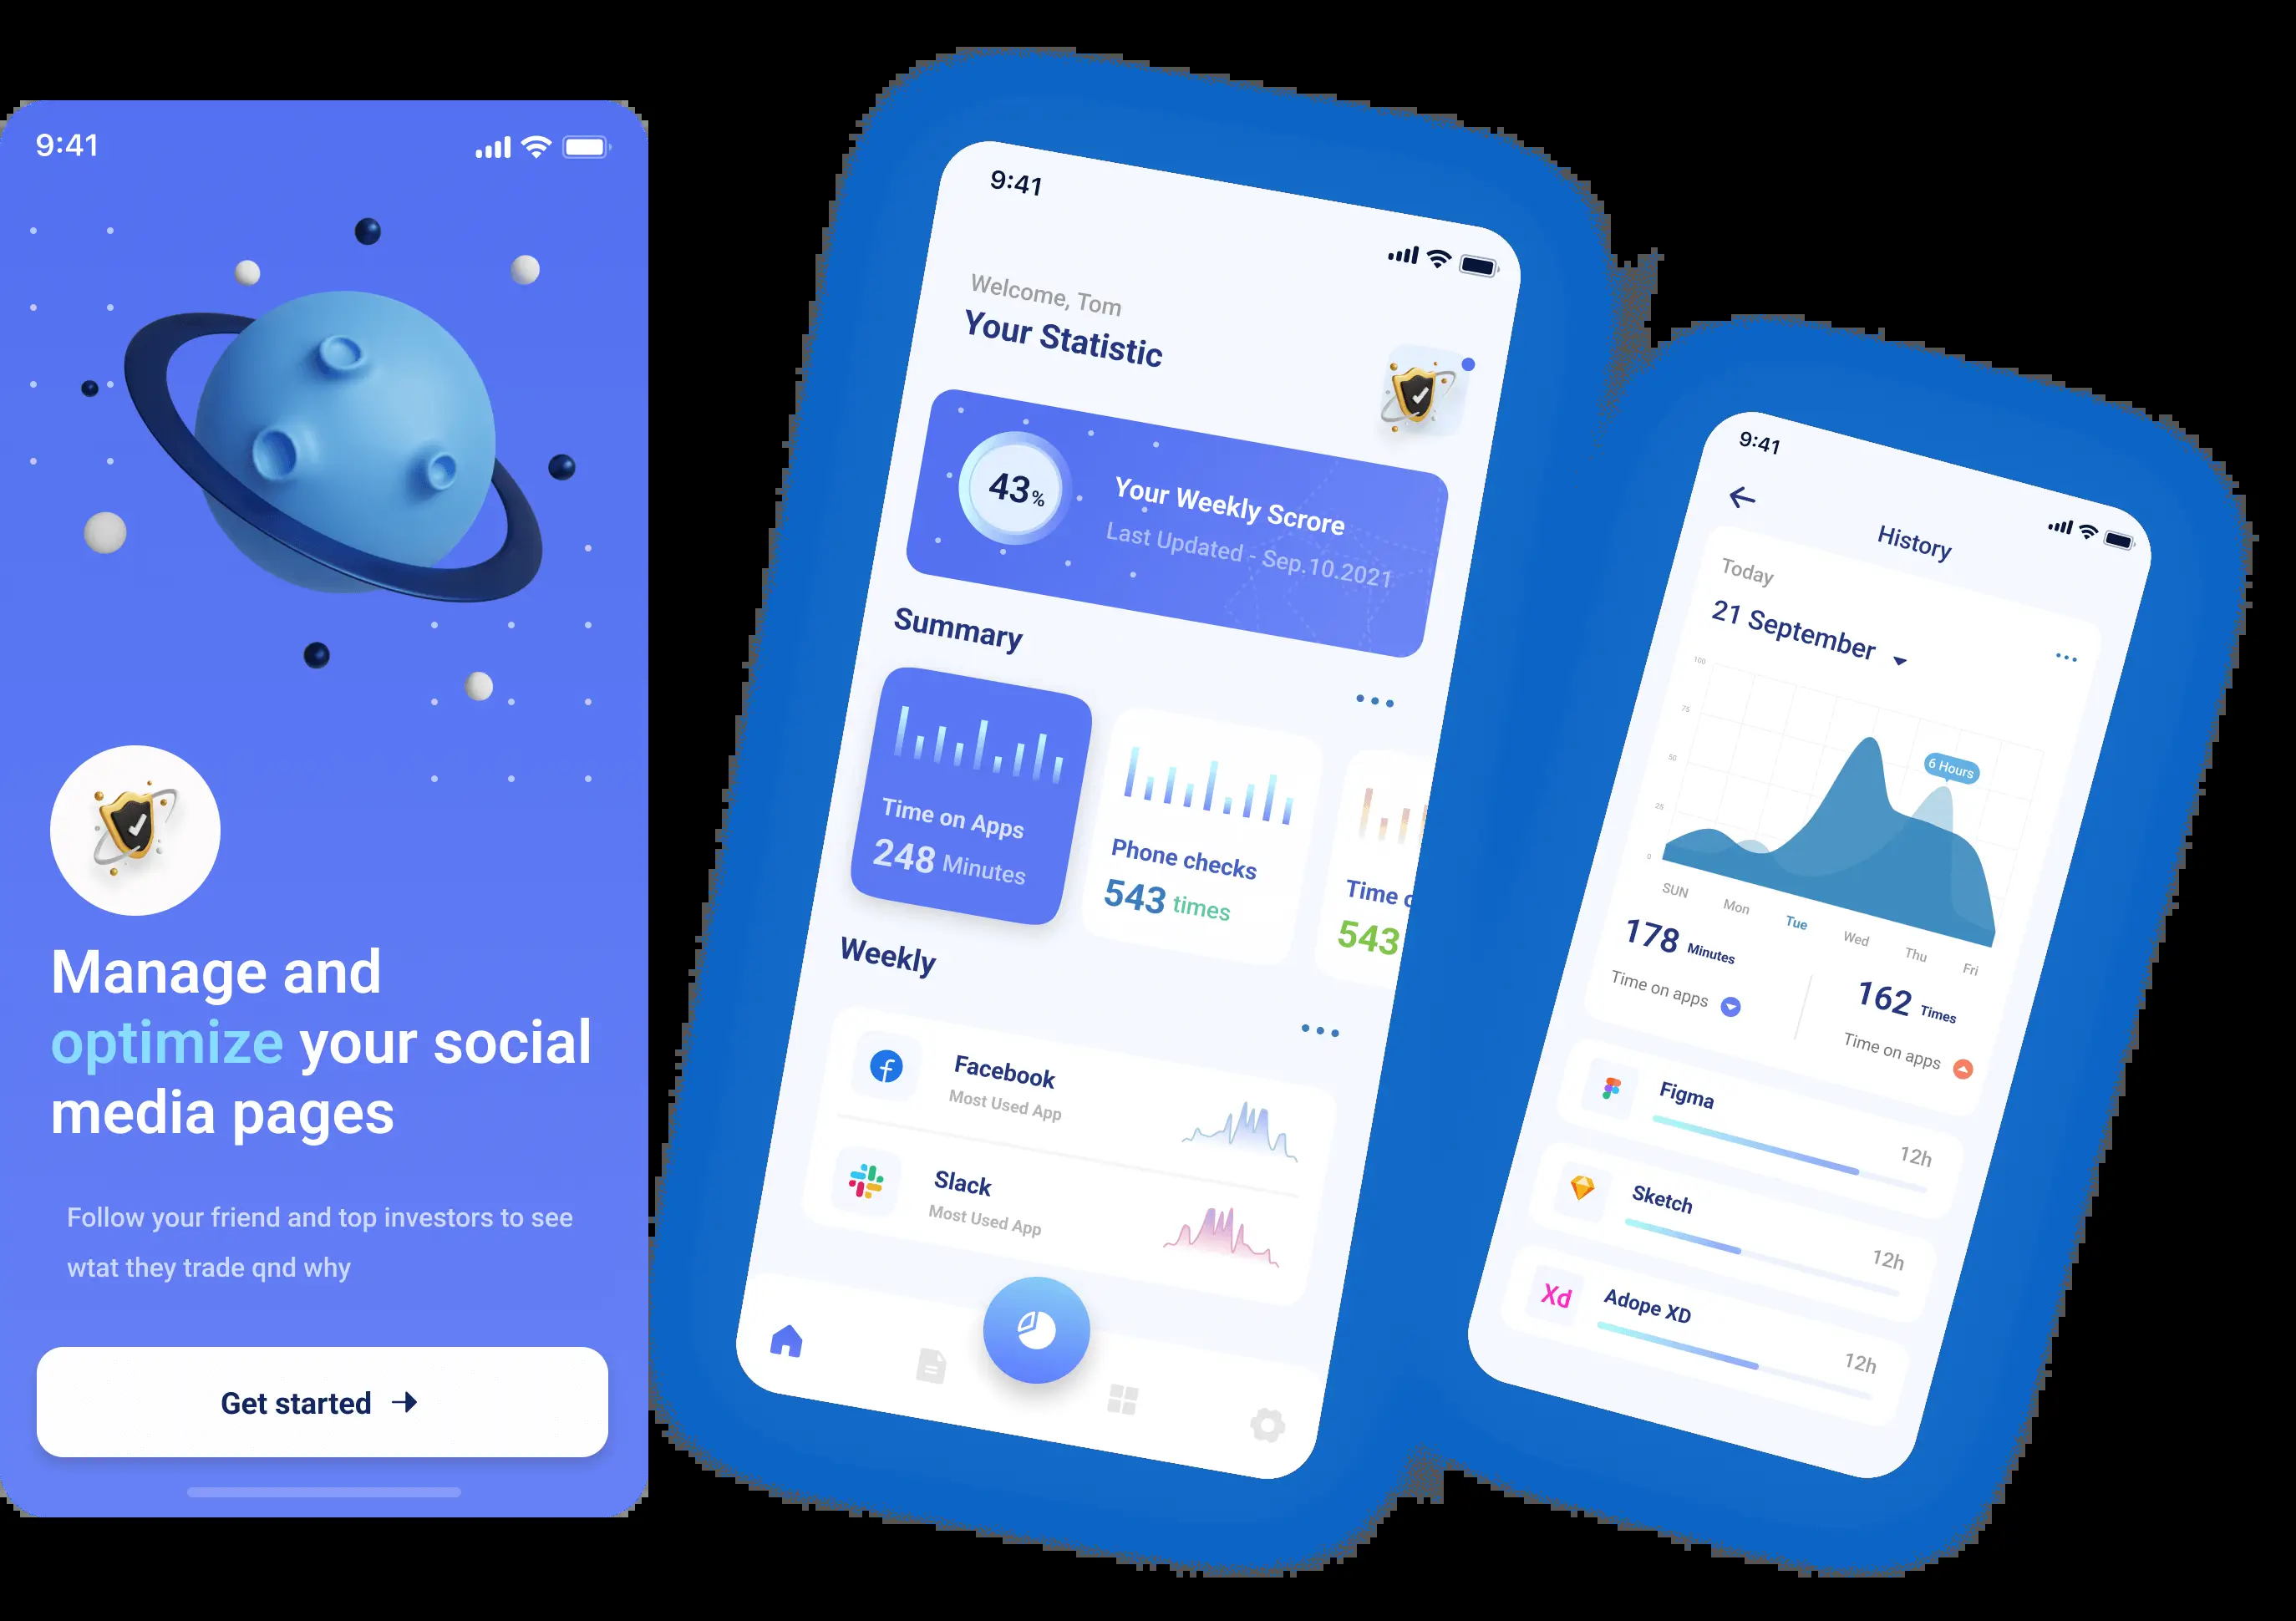 9:41
Manage and
optimize your social
media pages
Follow your friend and top investors to see
wtat they trade qnd why
Get started
9:41
Welcome, Tom
Your Statistic
43%
Your Weekly Scrore
Last Updated - Sep.10.2021
Summary
Time on Apps
248 Minutes
Phone checks
543 times
Time
543
Weekly
Facebook
Most Used App
Slack
Most Used App
9:41
History
Today
21 September
100
75
50
25
0
6 Hours
SUN Mon Tue Wed Thu Fri
178 Minutes
Time on apps
162 Times
Time on apps
Figma
12h
Sketch
12h
Xd
Adope XD
12h